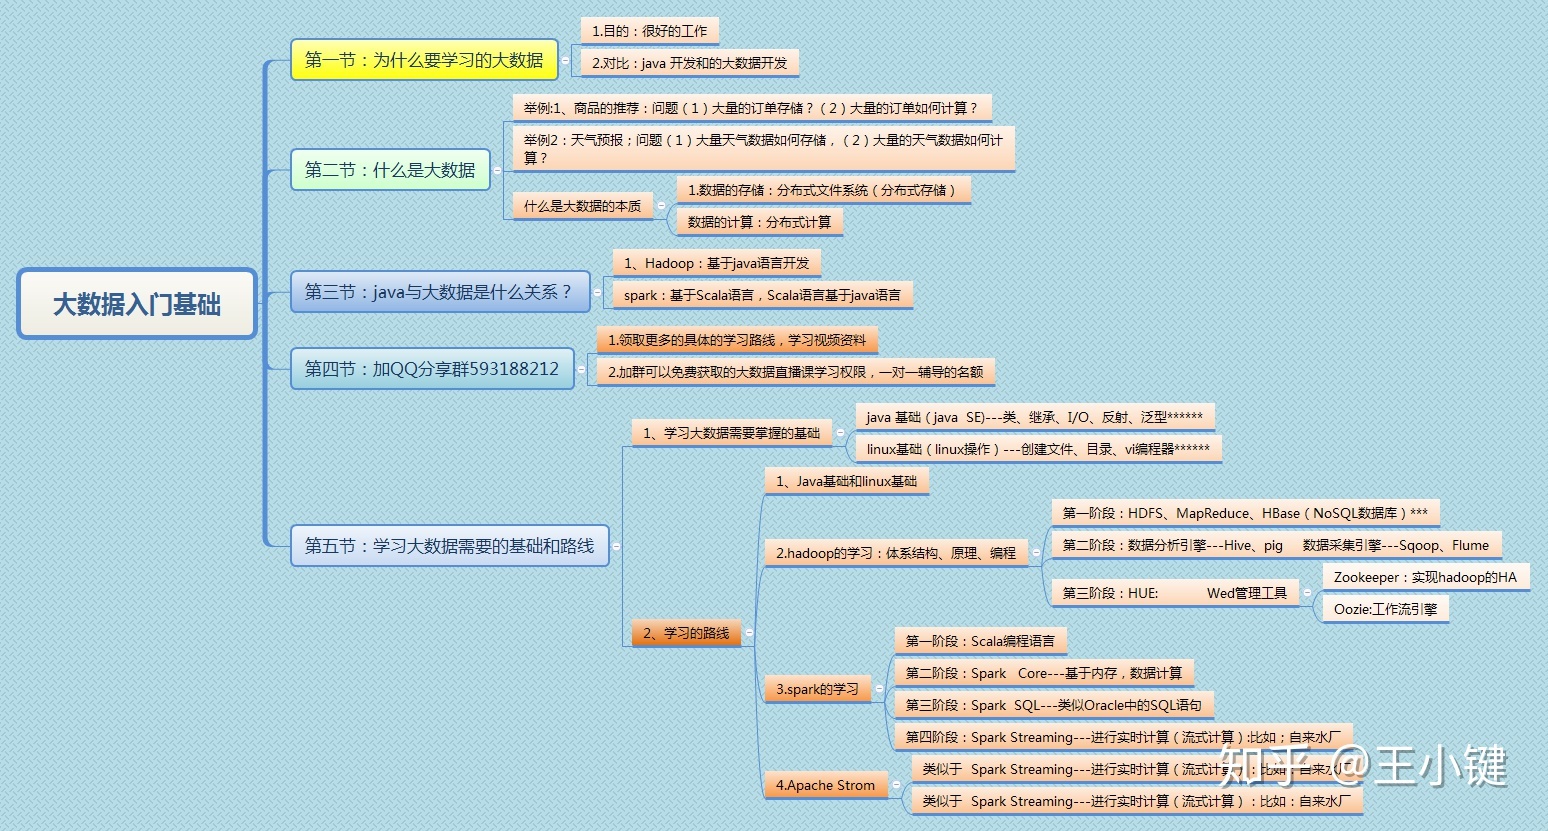 大数据入门基础
第一节：为什么要学习的大数据
1.目的：很好的工作
2.对比：java 开发和的大数据开发
第二节：什么是大数据
举例:1、商品的推荐：问题（1）大量的订单存储？（2）大量的订单如何计算？
举例2：天气预报；问题（1）大量天气数据如何存储，（2）大量的天气数据如何计
算？
什么是大数据的本质
1.数据的存储：分布式文件系统（分布式存储）
数据的计算：分布式计算
第三节：java与大数据是什么关系？
1、Hadoop：基于java语言开发
spark：基于Scala语言，Scala语言基于java语言
第四节：加QQ分享群593188212
1.领取更多的具体的学习路线，学习视频资料
2.加群可以免费获取的大数据直播课学习权限，一对一辅导的名额
第五节：学习大数据需要的基础和路线
1、学习大数据需要掌握的基础
java 基础（java  SE)---类、继承、I/O、反射、泛型******
linux基础（linux操作）---创建文件、目录、vi编程器******
2、学习的路线
1、Java基础和linux基础
2.hadoop的学习：体系结构、原理、编程
第一阶段：HDFS、MapReduce、HBase（NoSQL数据库）***
第二阶段：数据分析引擎---Hive、pig     数据采集引擎---Sqoop、Flume
第三阶段：HUE:            Wed管理工具
Zookeeper：实现hadoop的HA
Oozie:工作流引擎
3.spark的学习
第一阶段：Scala编程语言
第二阶段：Spark   Core---基于内存，数据计算
第三阶段：Spark  SQL---类似Oracle中的SQL语句
第四阶段：Spark Streaming---进行实时计算（流式计算）:比如；自来水厂
4.Apache Strom
类似于  Spark Streaming---进行实时计算（流式计算）：比如：自来水厂
类似于  Spark Streaming---进行实时计算（流式计算）：比如：自来水厂
知乎 @王小键